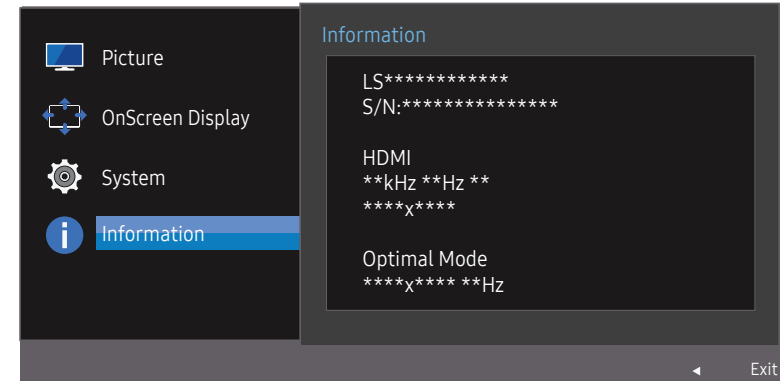 Picture
OnScreen Display
System
Information
Information
LS************
S/N:***************
HDMI
**kHz **Hz **
****x****
Optimal Mode
****x**** **Hz
Exit